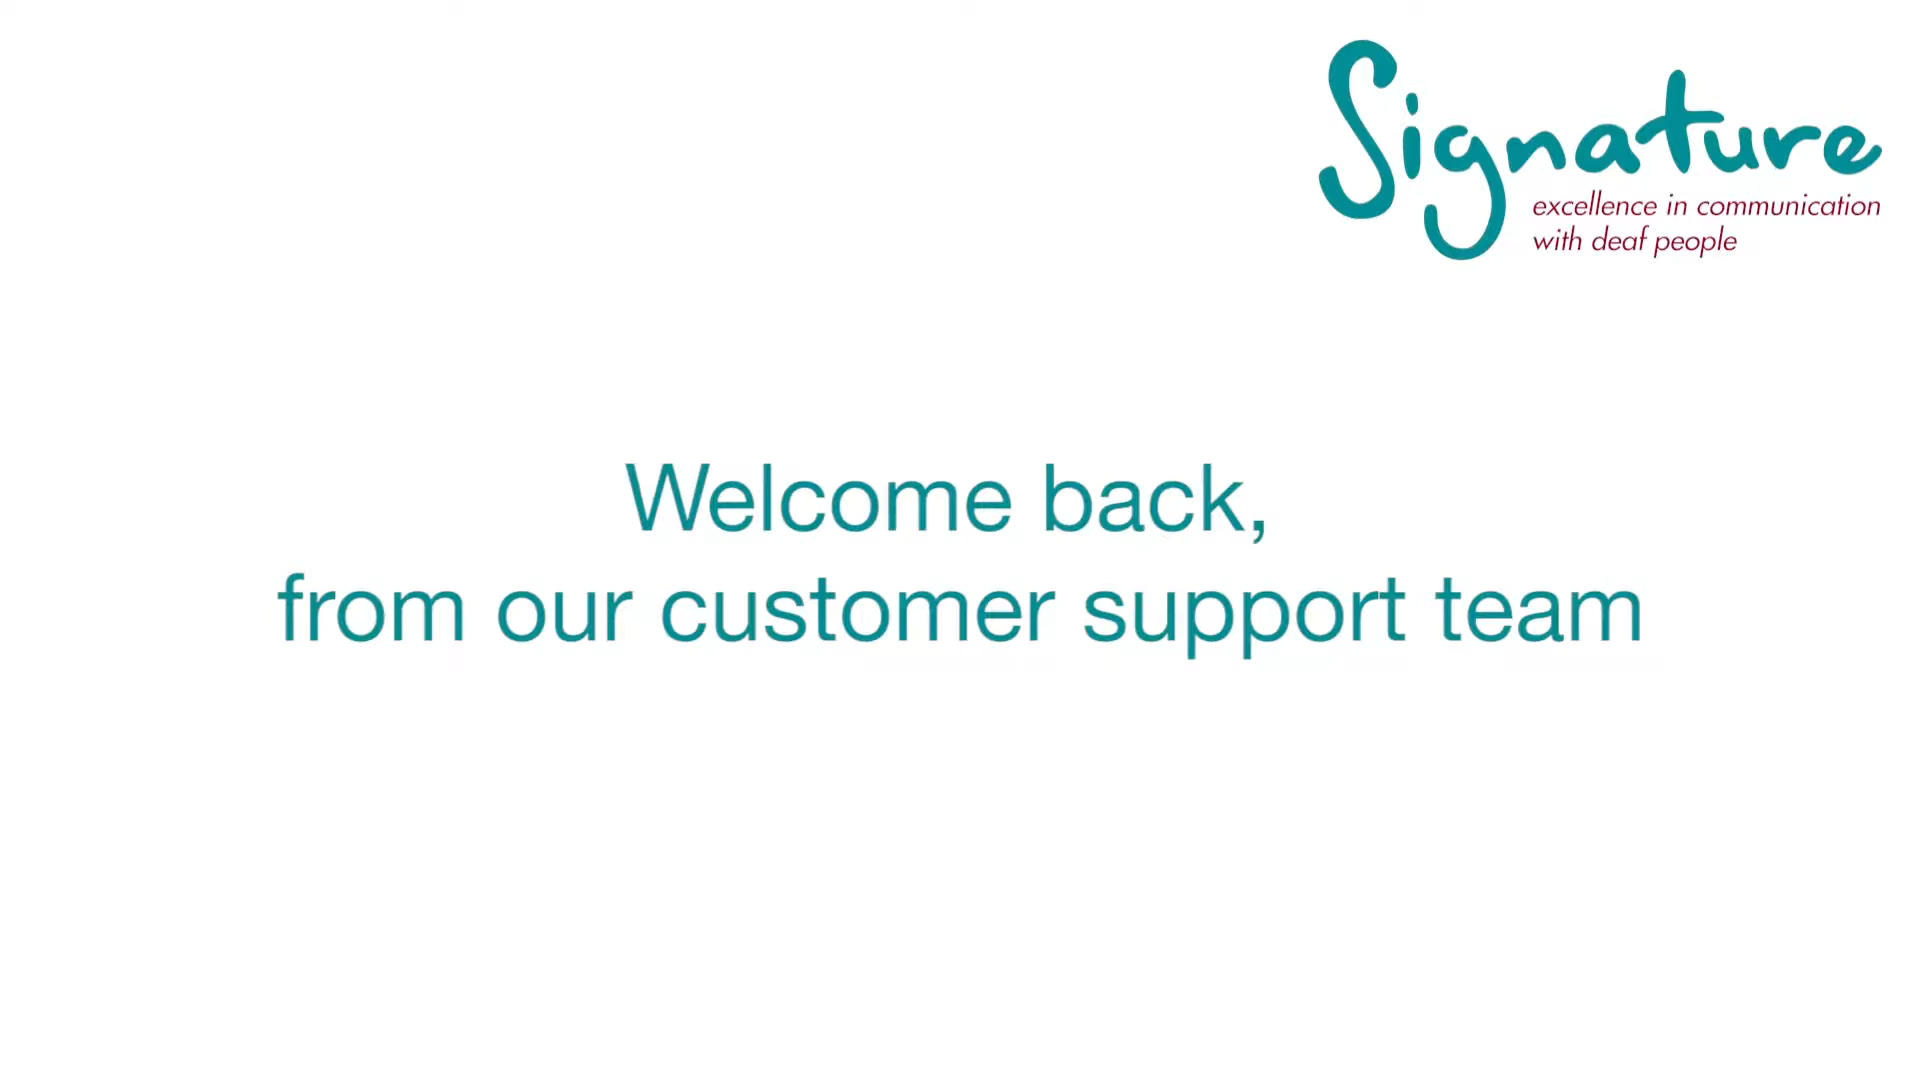 Signature
excellence in communication
with deaf people
Welcome back,
from our customer support team